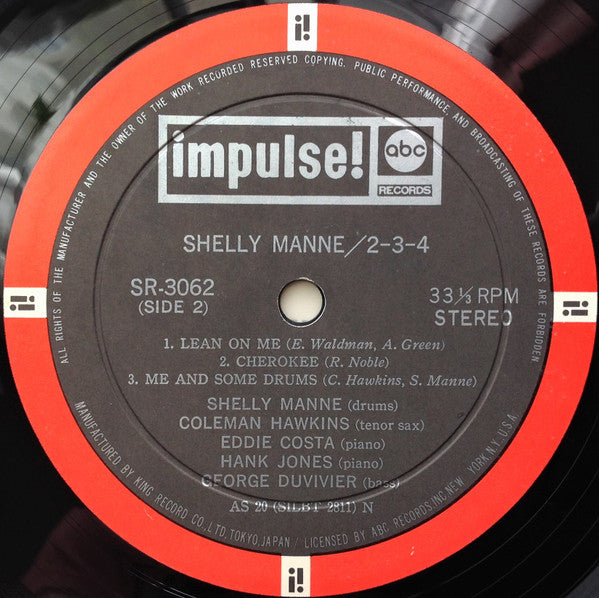 i!
ALL RIGHTS OF THE MANUFACTURER AND THE OWNER OF THE WORK RECORDED RESERVED COPYING, PUBLIC PERFORMANCE, AND BROADCASTING OF THESE RECORDS ARE FORBIDDEN
impulse!
abc
RECORDS
SHELLY MANNE/2-3-4
SR-3062
(SIDE 2)
33⅓ RPM
STEREO
i!
i!
1. LEAN ON ME (E. Waldman, A. Green)
2. CHEROKEE (R. Noble)
3. ME AND SOME DRUMS (C. Hawkins, S. Manne)
SHELLY MANNE (drums)
COLEMAN HAWKINS (tenor sax)
EDDIE COSTA (piano)
HANK JONES (piano)
GEORGE DUVIVIER (bass)
AS 20 (SILBT 2811) N
MANUFACTURED BY KING RECORD CO., LTD, TOKYO, JAPAN / LICENSED BY ABC RECORDS, INC, NEW YORK, N.Y. U.S.A.
i!